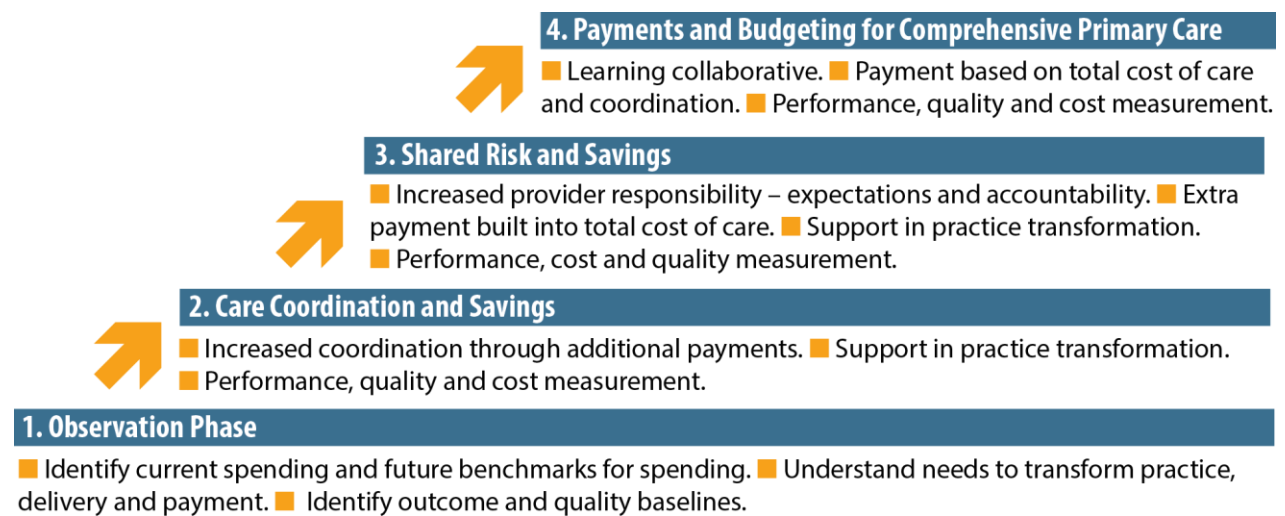 4. Payments and Budgeting for Comprehensive Primary Care
■ Learning collaborative. ■ Payment based on total cost of care
and coordination. ■ Performance, quality and cost measurement.
3. Shared Risk and Savings
■ Increased provider responsibility – expectations and accountability. ■ Extra
payment built into total cost of care. ■ Support in practice transformation.
■ Performance, cost and quality measurement.
2. Care Coordination and Savings
■ Increased coordination through additional payments. ■ Support in practice transformation.
■ Performance, quality and cost measurement.
1. Observation Phase
■ Identify current spending and future benchmarks for spending. ■ Understand needs to transform practice,
delivery and payment. ■ Identify outcome and quality baselines.